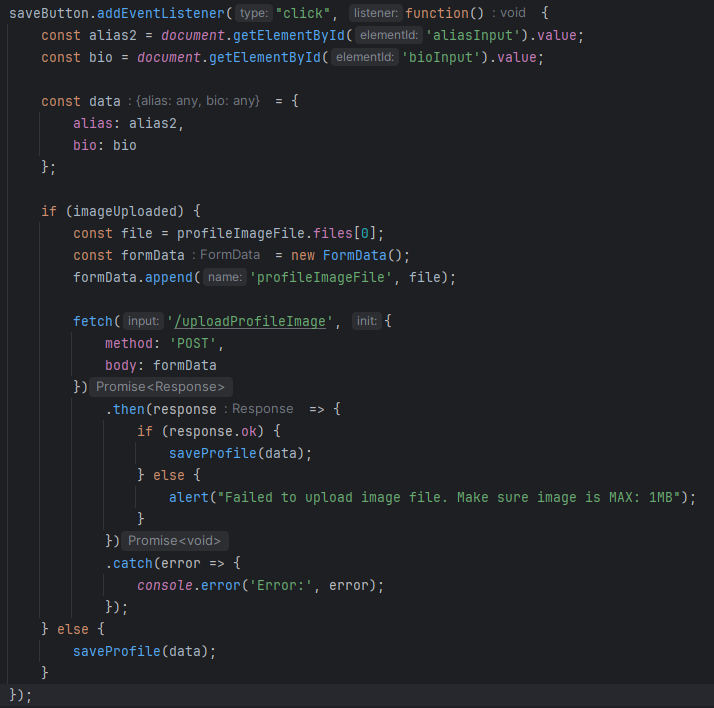 saveButton.addEventListener( type: "click", listener: function() : void  {
    const alias2 = document.getElementById( elementId: 'aliasInput').value;
    const bio = document.getElementById( elementId: 'bioInput').value;

    const data : {alias: any, bio: any}  = {
        alias: alias2,
        bio: bio
    };

    if (imageUploaded) {
        const file = profileImageFile.files[0];
        const formData : FormData  = new FormData();
        formData.append( name: 'profileImageFile', file);

        fetch( input: '/uploadProfileImage', init: {
            method: 'POST',
            body: formData
        }) Promise<Response>
            .then(response : Response  => {
                if (response.ok) {
                    saveProfile(data);
                } else {
                    alert("Failed to upload image file. Make sure image is MAX: 1MB");
                }
            }) Promise<void>
            .catch(error => {
                console.error('Error:', error);
            });
    } else {
        saveProfile(data);
    }
});